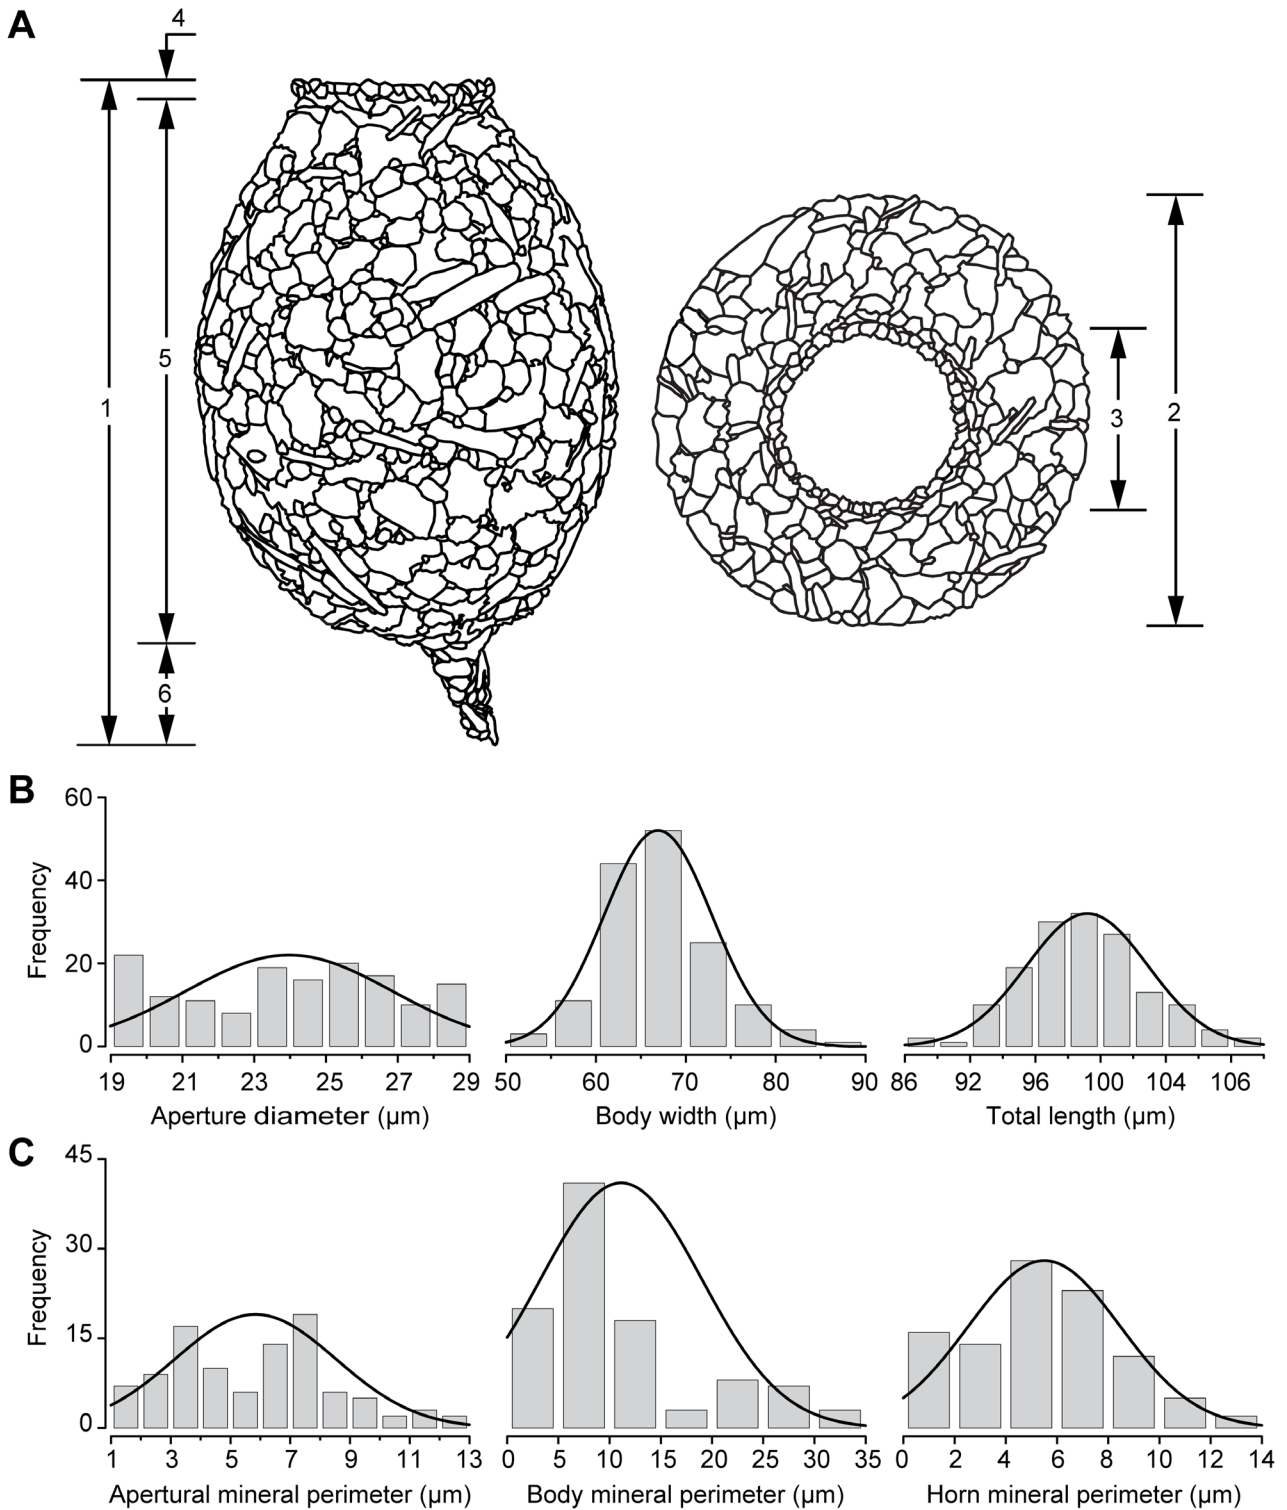 A
4
5
1
6
3
2
B
60
40
20
0
Frequency
19 21 23 25 27 29
50 60 70 80 90
86 92 96 100 104 106
Aperture diameter (µm)
Body width (µm)
Total length (µm)
C
45
30
15
0
Frequency
1 3 5 7 9 11 13
0 5 10 15 20 25 30 35
0 2 4 6 8 10 12 14
Apertural mineral perimeter (µm)
Body mineral perimeter (µm)
Horn mineral perimeter (µm)